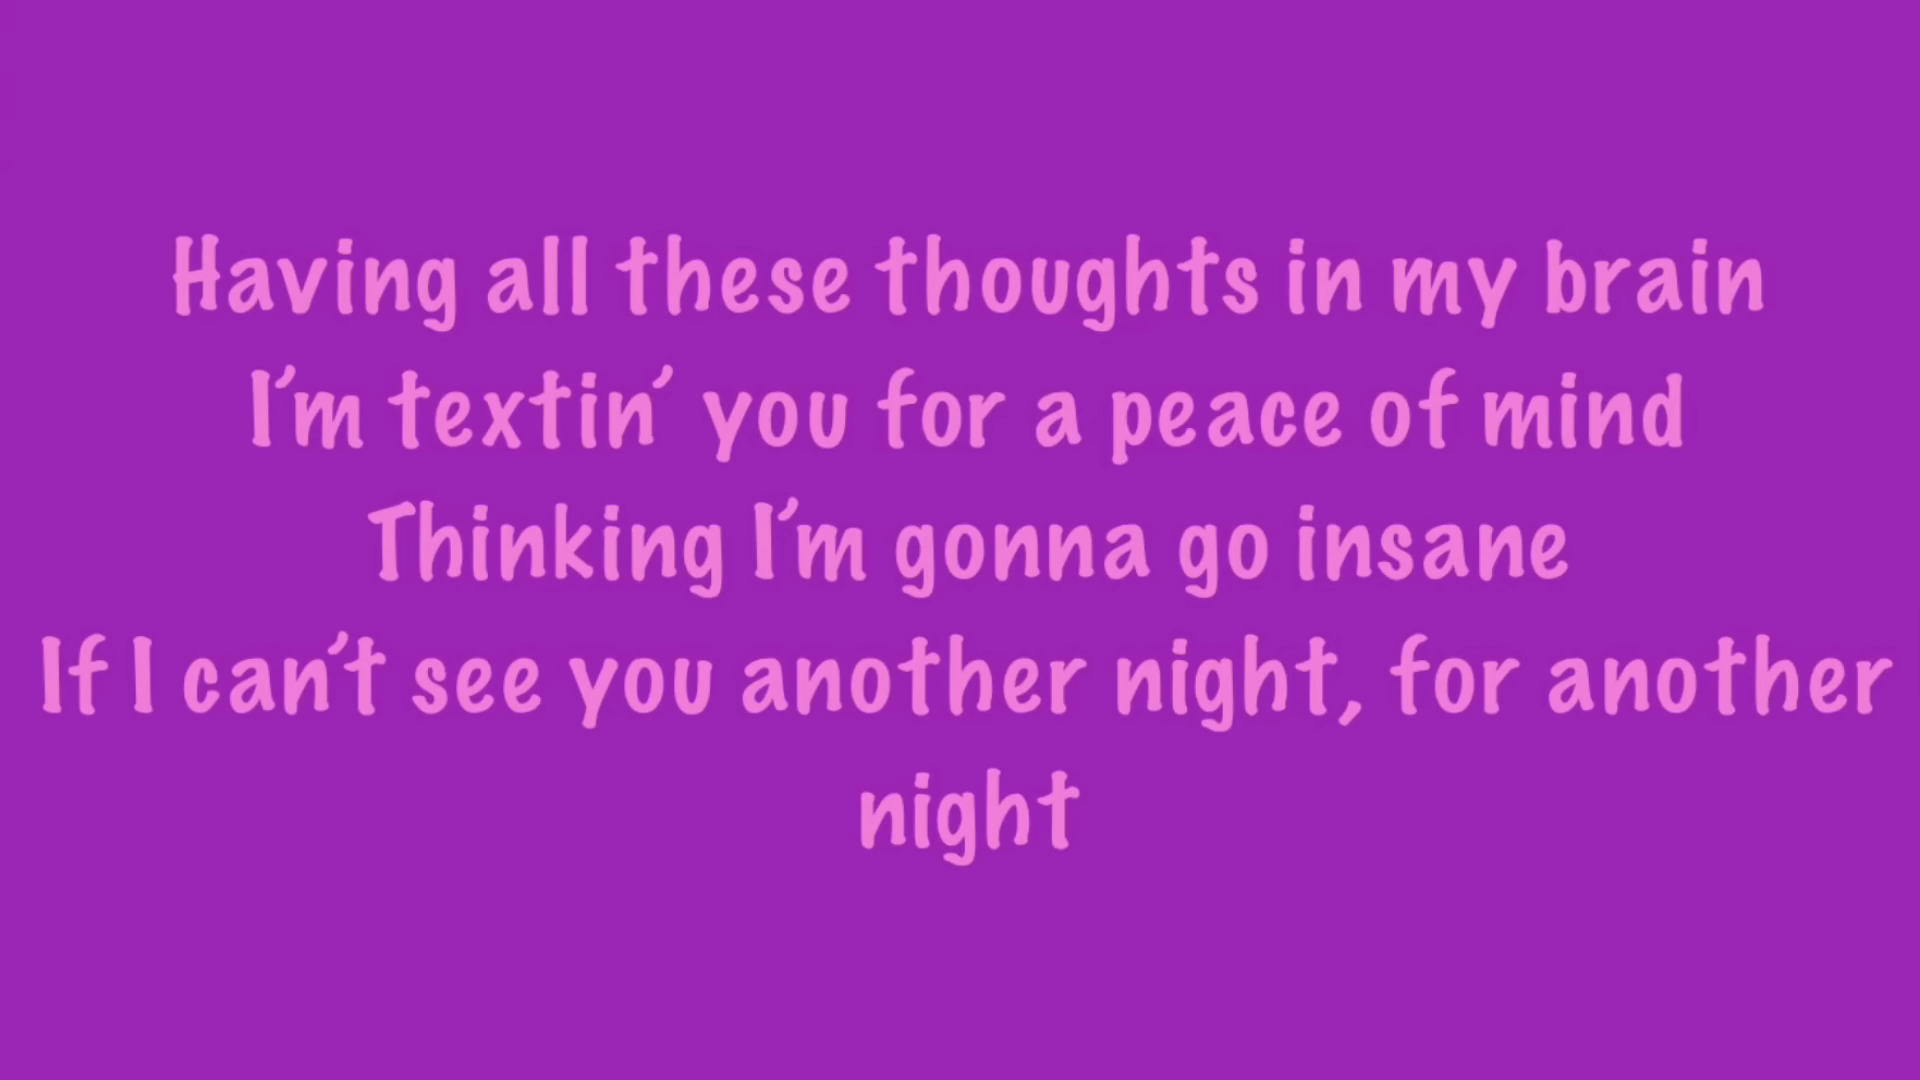 Having all these thoughts in my brain
I'm textin' you for a peace of mind
Thinking I'm gonna go insane
If I can't see you another night, for another
night